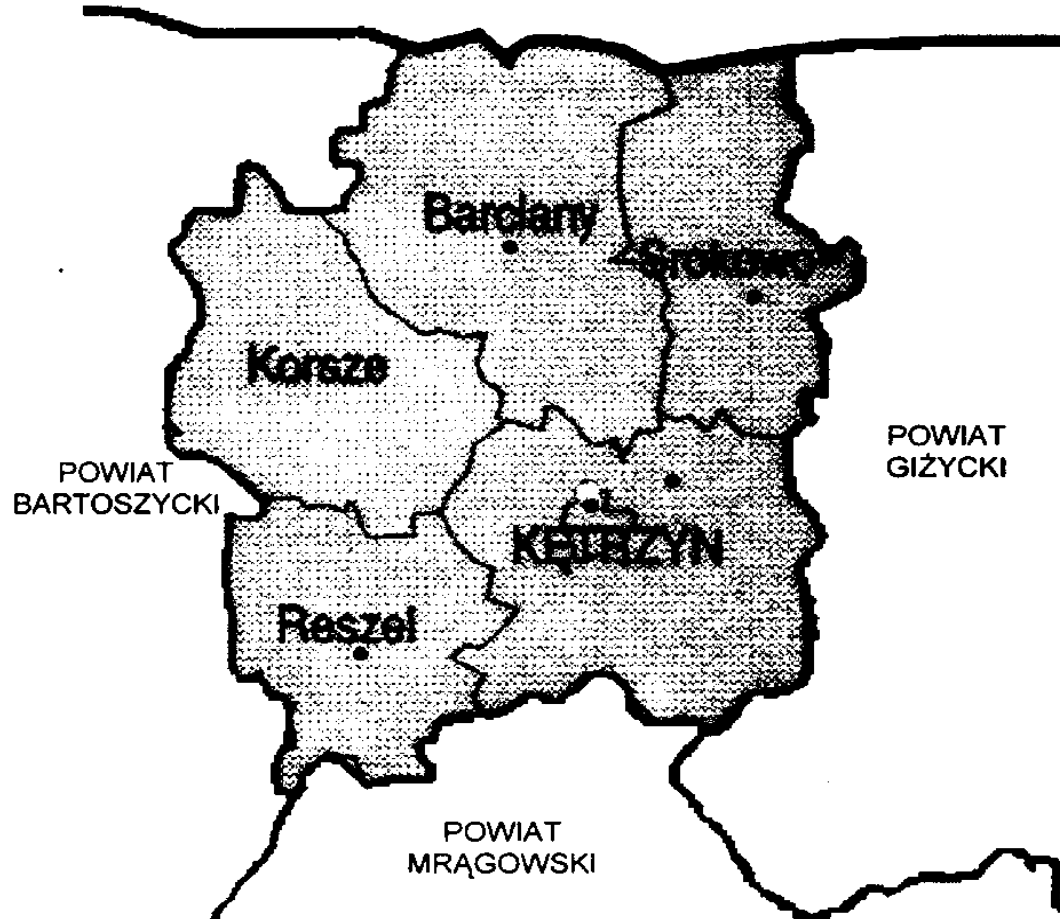 Barciany
Srokowo
Korsze
POWIAT
GIŻYCKI
POWIAT
BARTOSZYCKI
KĘTRZYN
Reszel
POWIAT
MRĄGOWSKI